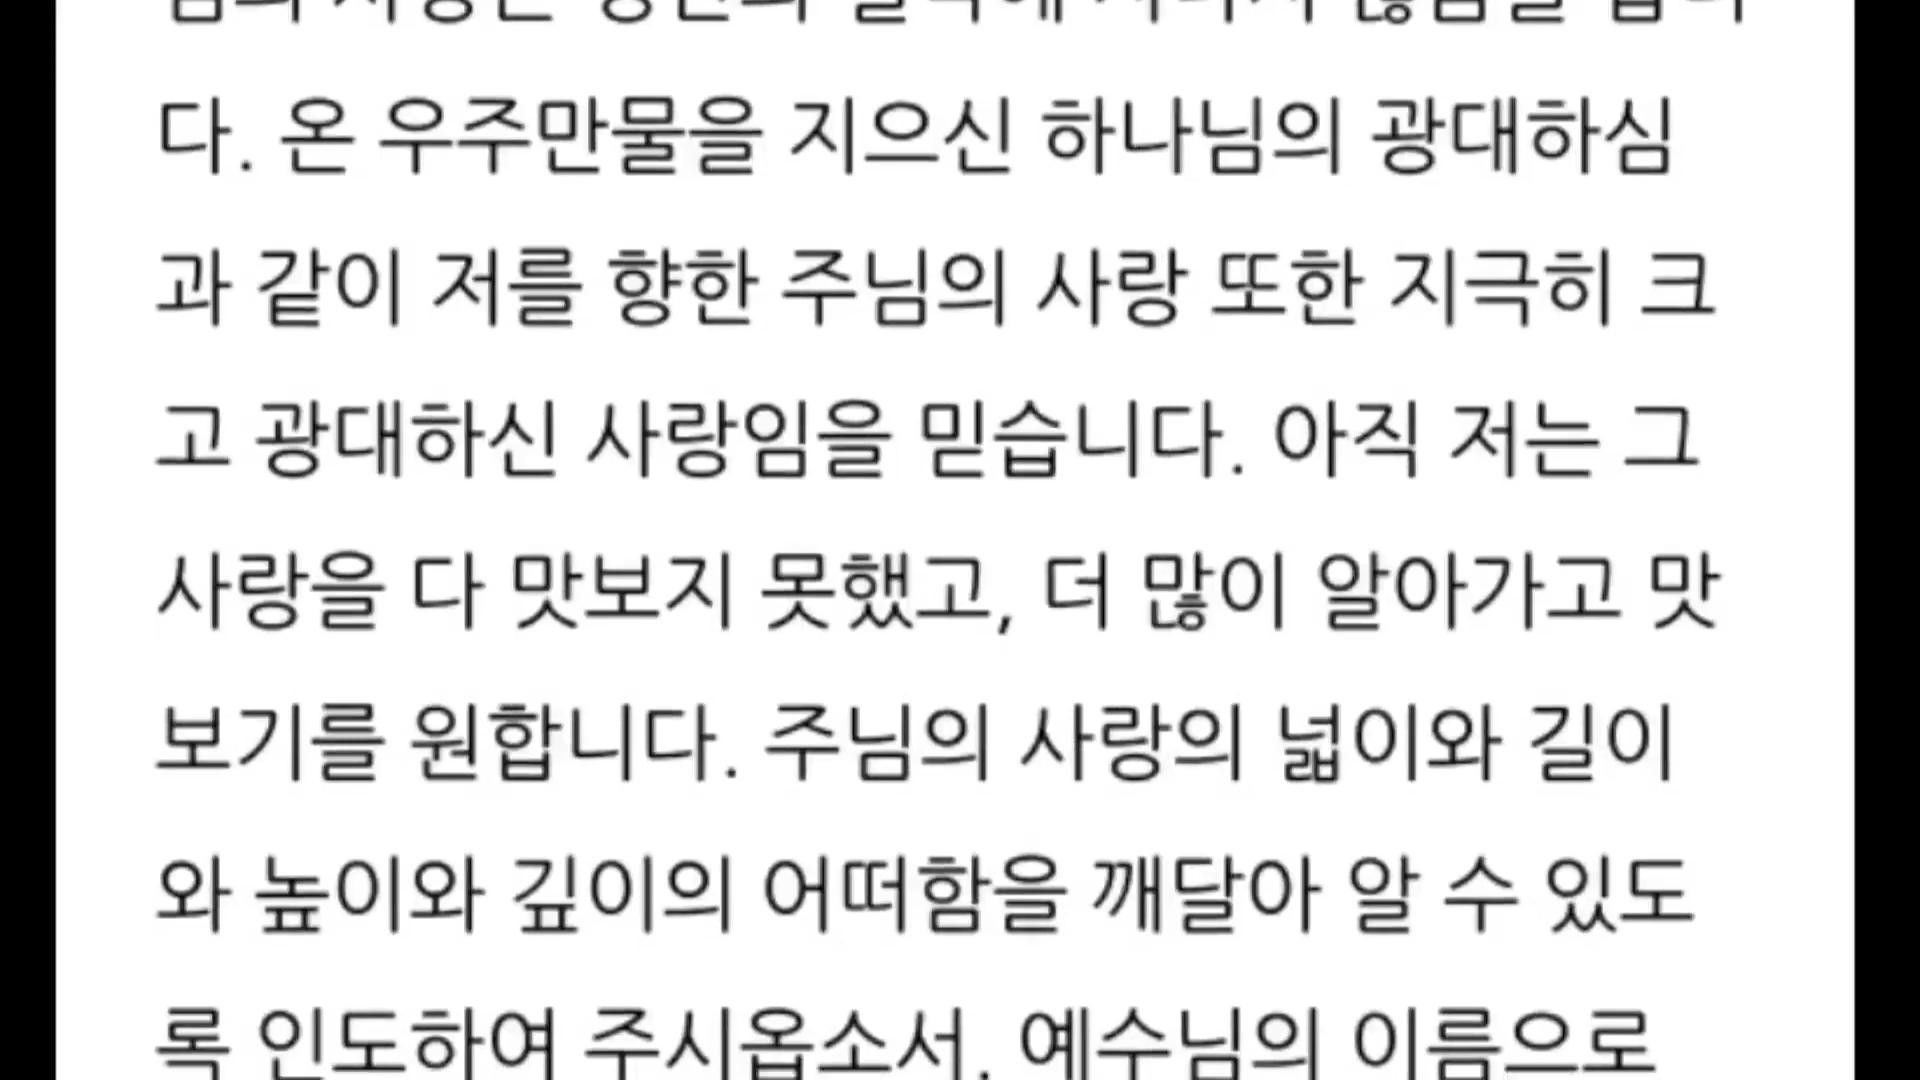 다. 온 우주만물을 지으신 하나님의 광대하심
과 같이 저를 향한 주님의 사랑 또한 지극히 크
고 광대하신 사랑임을 믿습니다. 아직 저는 그
사랑을 다 맛보지 못했고, 더 많이 알아가고 맛
보기를 원합니다. 주님의 사랑의 넓이와 길이
와 높이와 깊이의 어떠함을 깨달아 알 수 있도
록 인도하여 주시옵소서. 예수님의 이름으로